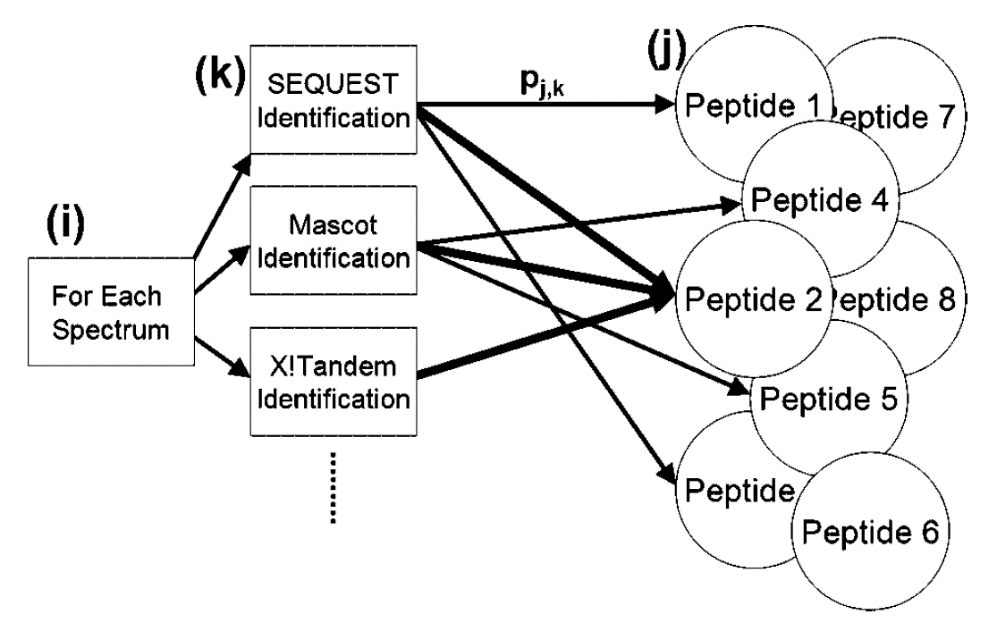 (k)
SEQUEST
Identification
p j,k
(j)
Peptide 1
eptide 7
Peptide 4
(i)
Mascot
Identification
For Each
Spectrum
Peptide 2
eptide 8
X!Tandem
Identification
Peptide 5
Peptide
Peptide 6